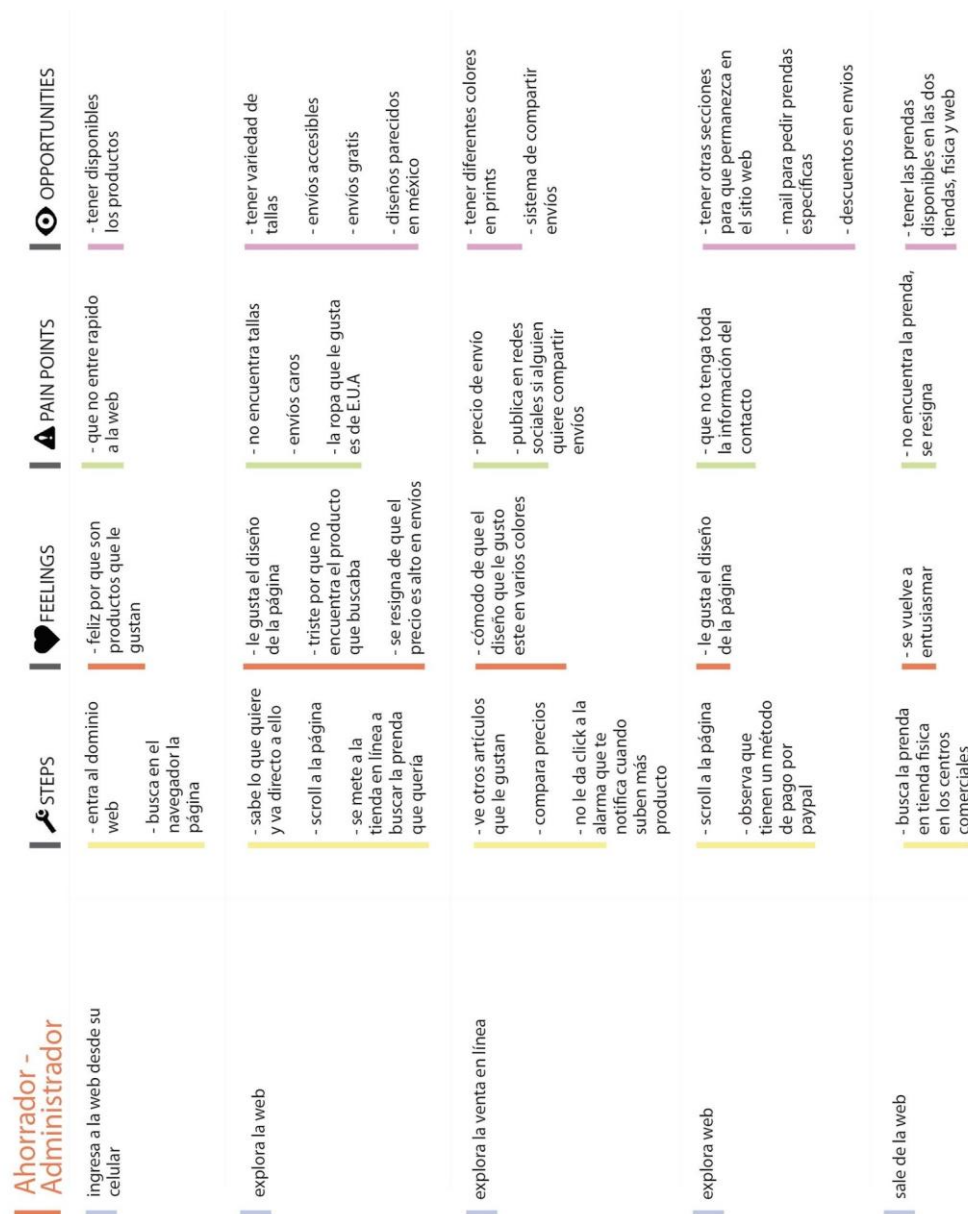 Ahorrador -
Administrador
STEPS
FEELINGS
PAIN POINTS
OPPORTUNITIES
ingresa a la web desde su
celular
- entra al dominio
web
- busca en el
navegador la
página
- feliz por que son
productos que le
gustan
- que no entre rapido
a la web
- tener disponibles
los productos
explora la web
- sabe lo que quiere
y va directo a ello
- scroll a la página
- se mete a la
tienda en línea a
buscar la prenda
que quería
- le gusta el diseño
de la página
- triste por que no
encuentra el producto
que buscaba
- se resigna de que el
precio es alto en envíos
- no encuentra tallas
- envíos caros
- la ropa que le gusta
es de E.U.A
- tener variedad de
tallas
- envíos accesibles
- envíos gratis
- diseños parecidos
en méxico
explora la venta en línea
- ve otros artículos
que le gustan
- compara precios
- no le da click a la
alarma que te
notifica cuando
suben más
producto
- cómodo de que el
diseño que le gusto
este en varios colores
- precio de envío
- publica en redes
sociales si alguien
quiere compartir
envíos
- tener diferentes colores
en prints
- sistema de compartir
envíos
explora web
- scroll a la página
- observa que
tienen un método
de pago por
paypal
- le gusta el diseño
de la página
- que no tenga toda
la información del
contacto
- tener otras secciones
para que permanezca en
el sitio web
- mail para pedir prendas
específicas
- descuentos en envios
sale de la web
- busca la prenda
en tienda fisica
en los centros
comerciales
- se vuelve a
entusiasmar
- no encuentra la prenda,
se resigna
- tener las prendas
disponibles en las dos
tiendas, fisica y web